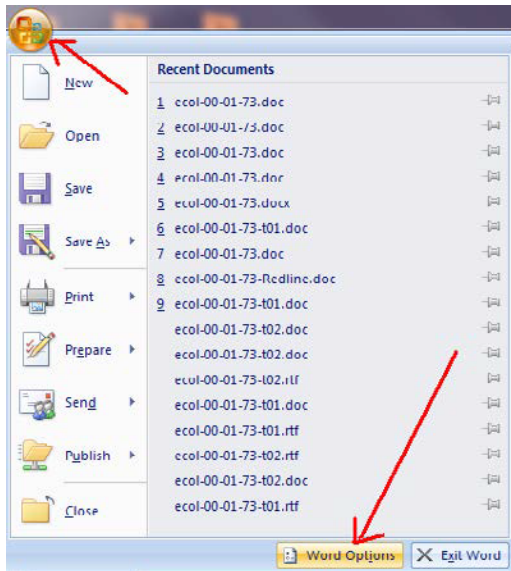 New
Open
Save
Save As
Print
Prepare
Send
Publish
Close
Recent Documents
1 ecol-00-01-73.doc
2 ecol-00-01-73.doc
3 ecol-00-01-73.doc
4 ecol-00-01-73.doc
5 ecol-00-01-73.docx
6 ecol-00-01-73-t01.doc
7 ecol-00-01-73.doc
8 ecol-00-01-73-Redline.doc
9 ecol-00-01-73-t01.doc
ecol-00-01-73-t02.doc
ecol-00-01-73-t02.doc
ecol-00-01-73-t02.rtf
ecol-00-01-73-t01.doc
ecol-00-01-73-t01.rtf
ecol-00-01-73-t02.rtf
ecol-00-01-73-t02.doc
ecol-00-01-73-t01.rtf
Word Options
Exit Word